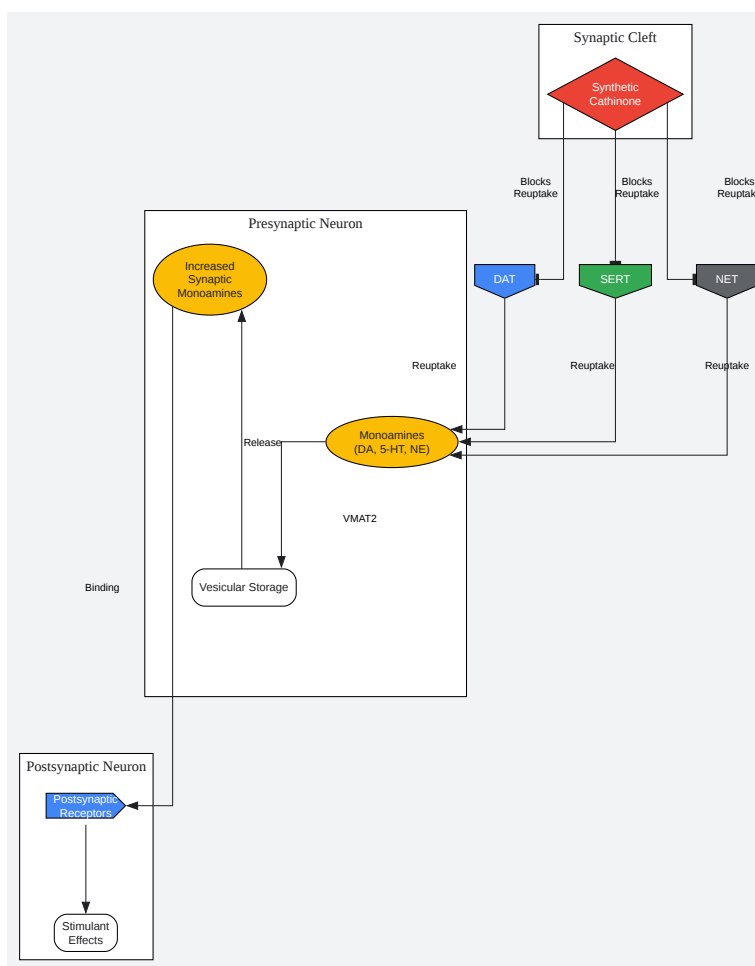 Synaptic Cleft
Synthetic
Cathinone
Blocks
Reuptake
Blocks
Reuptake
Blocks
Reuptake
Presynaptic Neuron
Increased
Synaptic
Monoamines
DAT
SERT
NET
Reuptake
Reuptake
Reuptake
Release
Monoamines
(DA, 5-HT, NE)
VMAT2
Vesicular Storage
Binding
Postsynaptic Neuron
Postsynaptic
Receptors
Stimulant
Effects